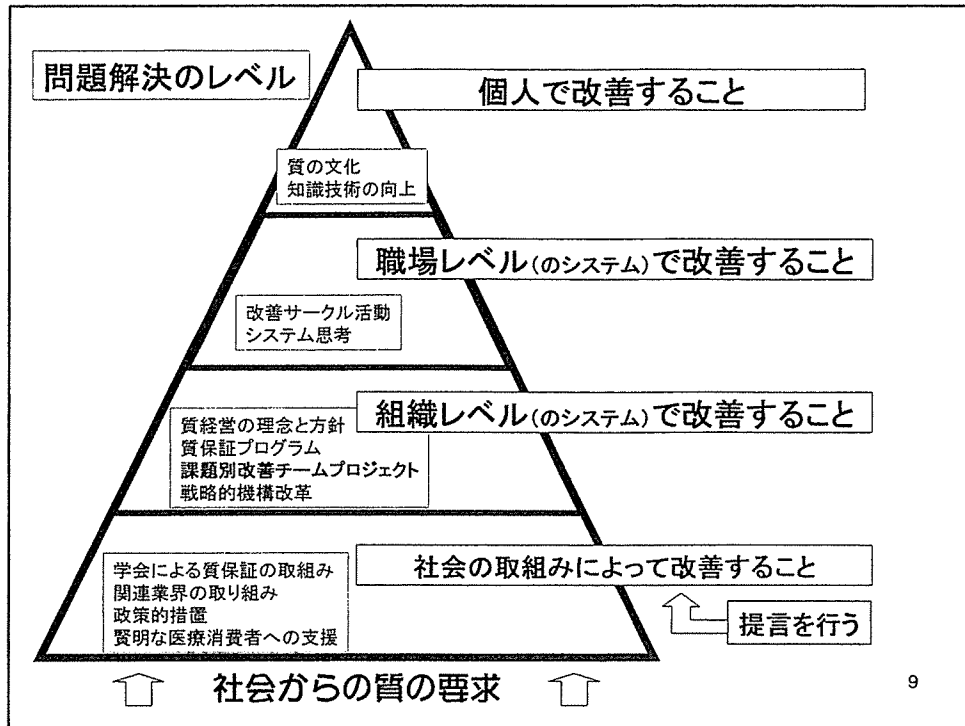 問題解決のレベル
個人で改善すること
質の文化
知識技術の向上
職場レベル(のシステム)で改善すること
改善サークル活動
システム思考
組織レベル(のシステム)で改善すること
質経営の理念と方針
質保証プログラム
課題別改善チームプロジェクト
戦略的機構改革
社会の取組みによって改善すること
学会による質保証の取組み
関連業界の取り組み
政策的措置
賢明な医療消費者への支援
提言を行う
社会からの質の要求
9